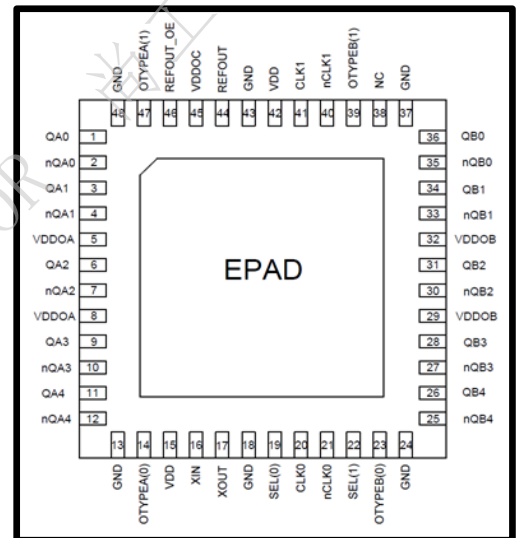 GND
OTYPEA(1)
REFOUT_OE
VDDOC
REFOUT
GND
VDD
CLK1
nCLK1
OTYPEB(1)
NC
GND
48 47 46 45 44 43 42 41 40 39 38 37
QA0 1
nQA0 2
QA1 3
nQA1 4
VDDOA 5
QA2 6
nQA2 7
VDDOA 8
QA3 9
nQA3 10
QA4 11
nQA4 12
EPAD
36 QB0
35 nQB0
34 QB1
33 nQB1
32 VDDOB
31 QB2
30 nQB2
29 VDDOB
28 QB3
27 nQB3
26 QB4
25 nQB4
13 14 15 16 17 18 19 20 21 22 23 24
GND
OTYPEA(0)
VDD
XIN
XOUT
GND
SEL(0)
CLK0
nCLK0
SEL(1)
OTYPEB(0)
GND